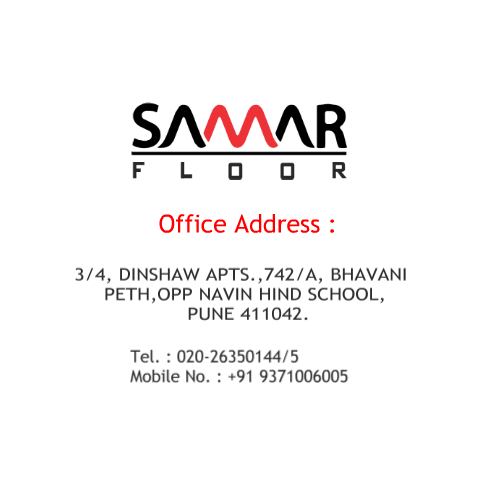 SAMAR
FLOOR
Office Address :
3/4, DINSHAW APTS.,742/A, BHAVANI
PETH,OPP NAVIN HIND SCHOOL,
PUNE 411042.
Tel. : 020-26350144/5
Mobile No. : +91 9371006005